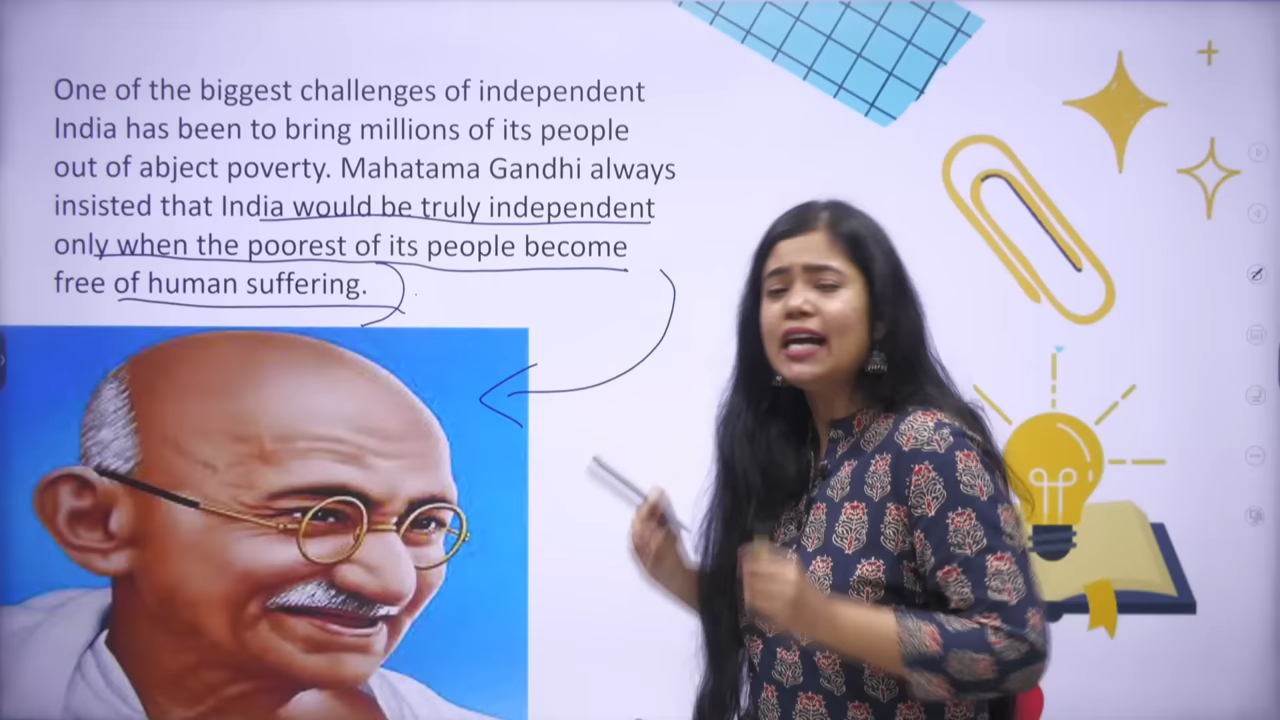 One of the biggest challenges of independent
India has been to bring millions of its people
out of abject poverty. Mahatama Gandhi always
insisted that India would be truly independent
only when the poorest of its people become
free of human suffering.